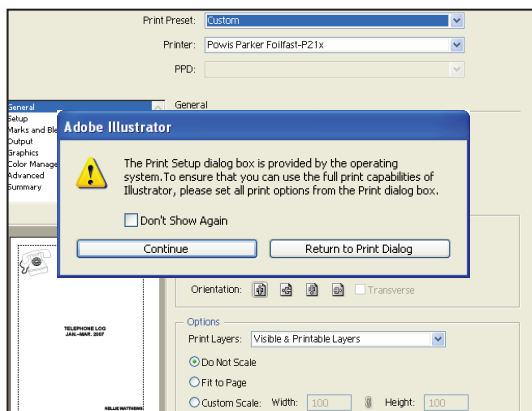 Print Preset: Custom
Printer: Powis Parker Foilfast-P21x
PPD:
General
Setup
Marks and Ble
Output
Graphics
Color Manage
Advanced
Summary
General
Adobe Illustrator
The Print Setup dialog box is provided by the operating
system.To ensure that you can use the full print capabilities of
Illustrator, please set all print options from the Print dialog box.
Don't Show Again
Continue Return to Print Dialog
Orientation: Transverse
Options
Print Layers: Visible & Printable Layers
Do Not Scale
Fit to Page
Custom Scale: Width: 100 Height: 100
TELEPHONE LOG
JAN.-MAR. 2007
NELLIE MATTHEWS